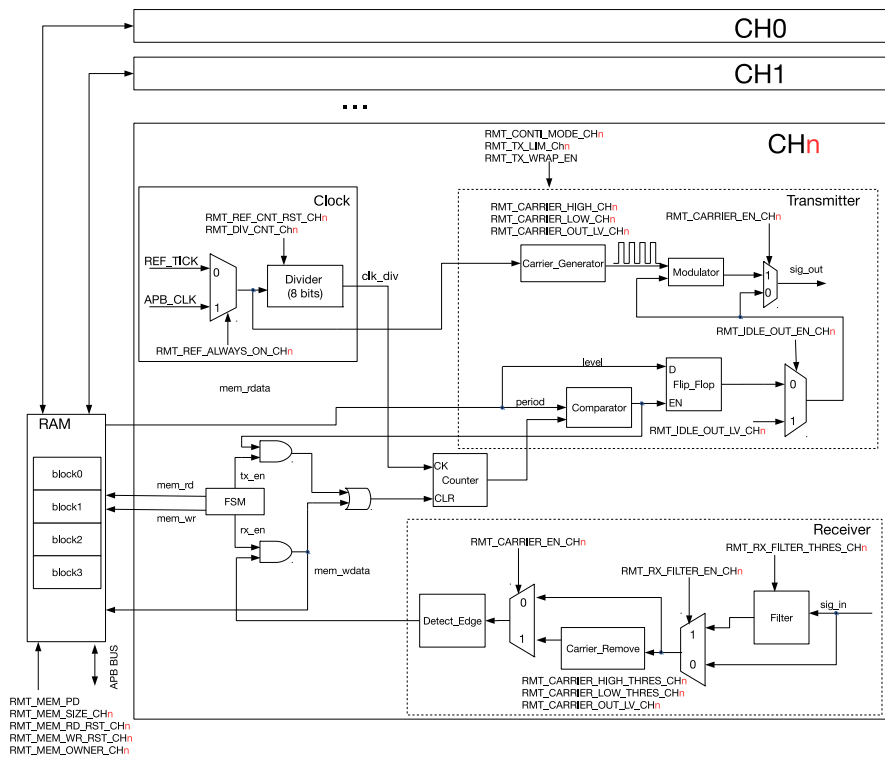 CH0
CH1
...
CHn
RMT_CONTI_MODE_CHn
RMT_TX_LIM_Chn
RMT_TX_WRAP_EN
Clock
RMT_REF_CNT_RST_CHn
RMT_DIV_CNT_Chn
REF_TICK
0
APB_CLK
1
Divider
(8 bits)
clk_div
RMT_REF_ALWAYS_ON_CHn
Transmitter
RMT_CARRIER_HIGH_CHn
RMT_CARRIER_LOW_CHn
RMT_CARRIER_OUT_LV_CHn
RMT_CARRIER_EN_CHn
Carrier_Generator
Modulator
1
0
sig_out
RMT_IDLE_OUT_EN_CHn
level
D
Flip_Flop
EN
0
1
period
Comparator
RMT_IDLE_OUT_LV_CHn
mem_rdata
RAM
block0
block1
block2
block3
mem_rd
mem_wr
FSM
tx_en
rx_en
CK
Counter
CLR
mem_wdata
Receiver
RMT_CARRIER_EN_CHn
RMT_RX_FILTER_THRES_CHn
RMT_RX_FILTER_EN_CHn
sig_in
Filter
1
0
Carrier_Remove
0
1
Detect_Edge
RMT_CARRIER_HIGH_THRES_CHn
RMT_CARRIER_LOW_THRES_CHn
RMT_CARRIER_OUT_LV_CHn
APB BUS
RMT_MEM_PD
RMT_MEM_SIZE_CHn
RMT_MEM_RD_RST_CHn
RMT_MEM_WR_RST_CHn
RMT_MEM_OWNER_CHn